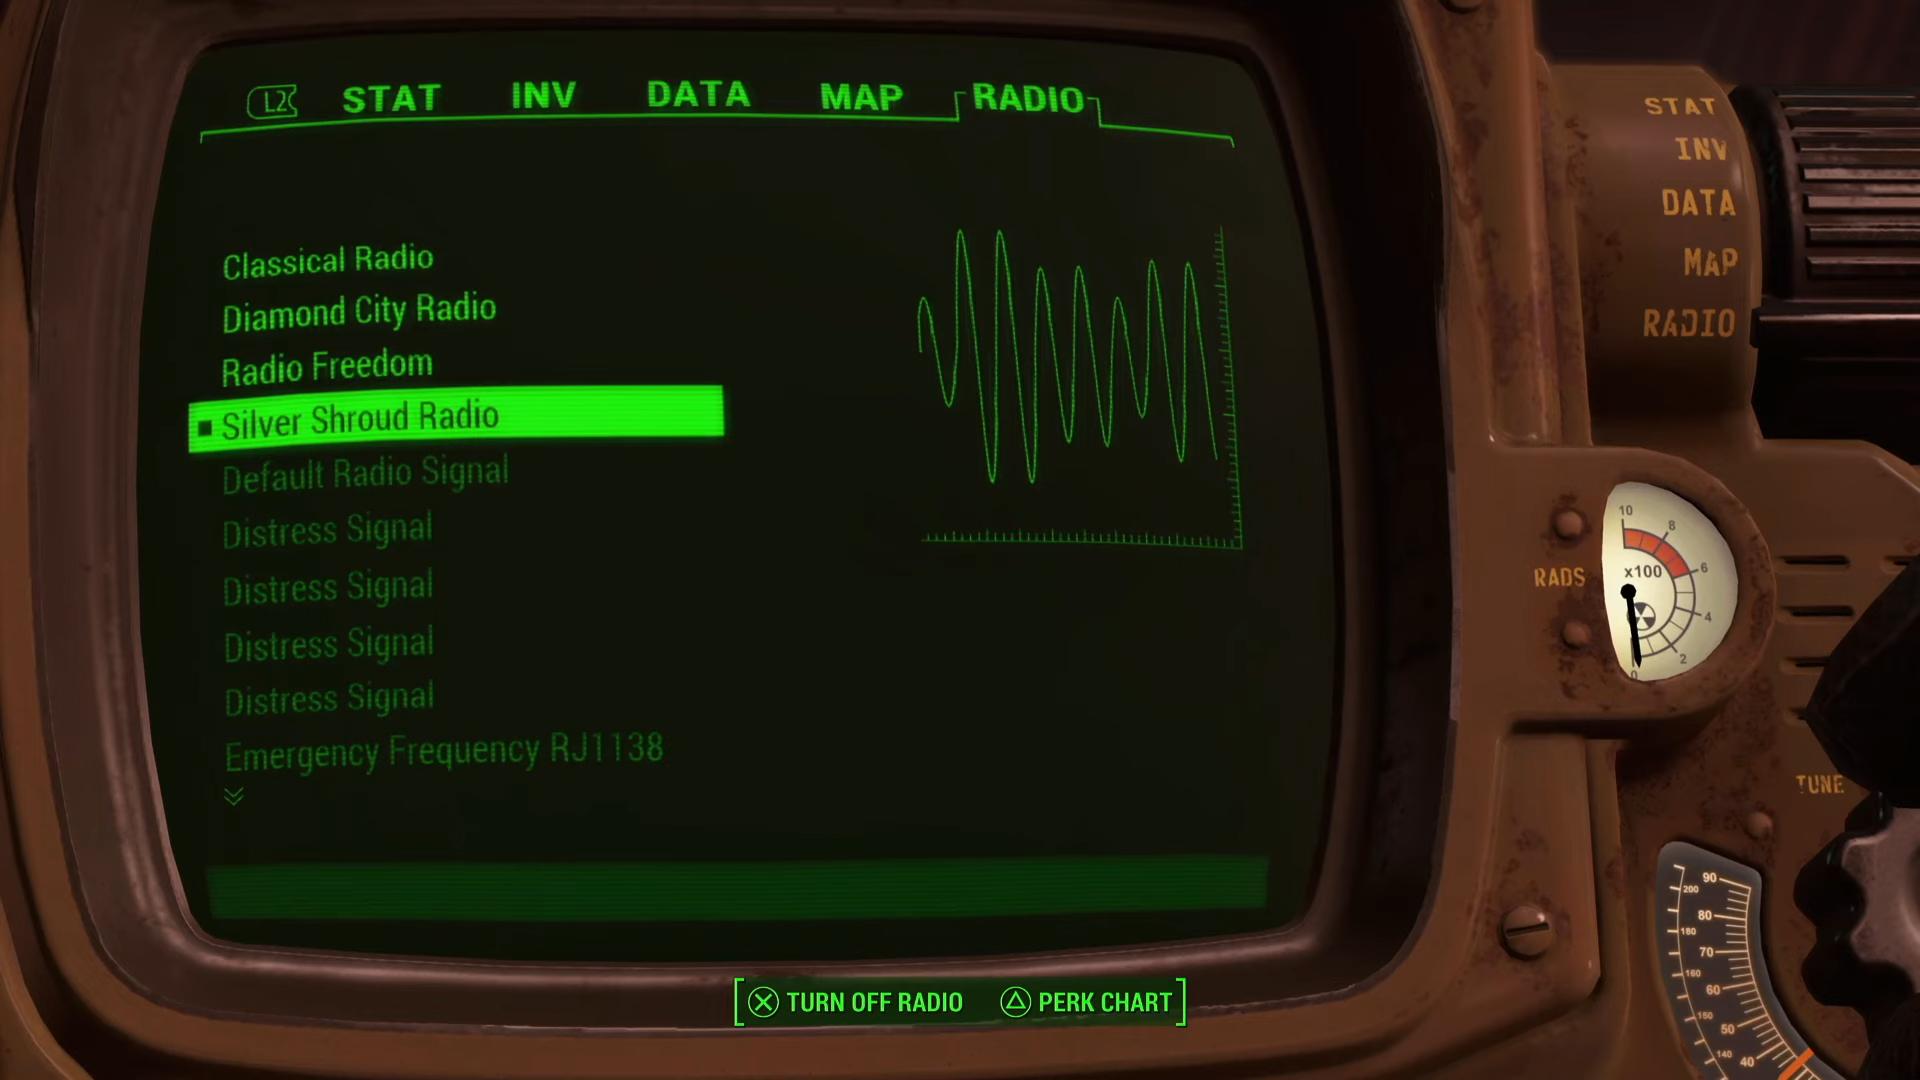 L2 STAT INV DATA MAP RADIO
Classical Radio
Diamond City Radio
Radio Freedom
Silver Shroud Radio
Default Radio Signal
Distress Signal
Distress Signal
Distress Signal
Distress Signal
Emergency Frequency RJ1138
TURN OFF RADIO PERK CHART
STAT
INV
DATA
MAP
RADIO
RADS
10
8
6
x100
4
2
0
TUNE
90
200
80
180
70
160
60
150
50
140 40